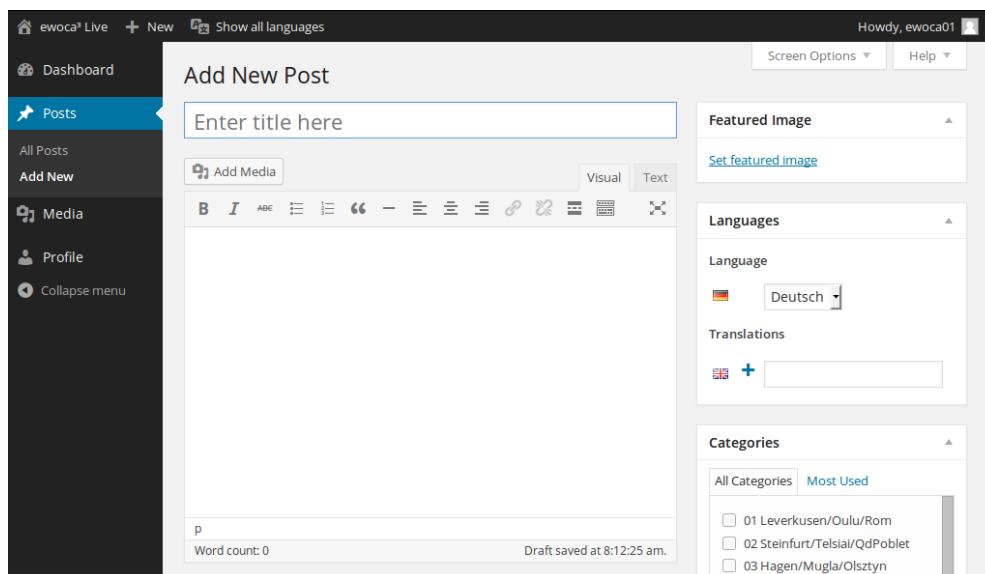 ewoca³ Live New Show all languages Howdy, ewoca01
Screen Options Help
Dashboard
Posts
All Posts
Add New
Media
Profile
Collapse menu
Add New Post
Enter title here
Add Media
Visual Text
B I ABC
p
Word count: 0 Draft saved at 8:12:25 am.
Featured Image
Set featured image
Languages
Language
Deutsch
Translations
Categories
All Categories Most Used
01 Leverkusen/Oulu/Rom
02 Steinfurt/Telsiai/QdPoblet
03 Hagen/Mugla/Olsztyn